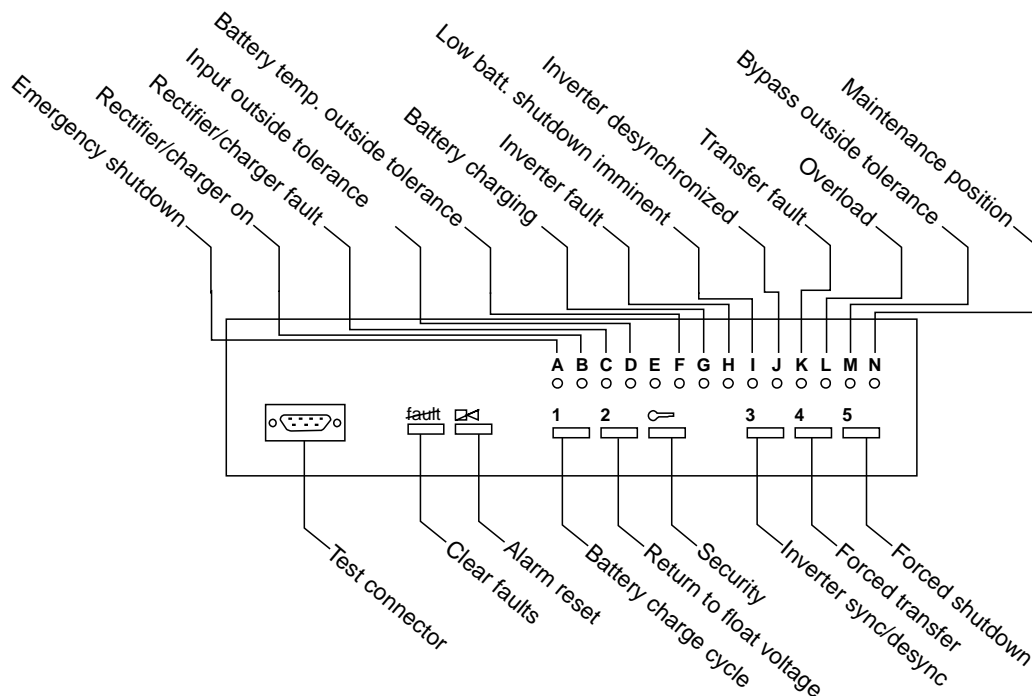 Emergency shutdown
Rectifier/charger on
Rectifier/charger fault
Input outside tolerance
Battery temp. outside tolerance
Battery charging
Inverter fault
Low batt. shutdown imminent
Inverter desynchronized
Transfer fault
Overload
Bypass outside tolerance
Maintenance position
A B C D E F G H I J K L M N
fault
1 2 3 4 5
Test connector
Clear faults
Alarm reset
Battery charge cycle
Return to float voltage
Security
Inverter sync/desync
Forced transfer
Forced shutdown